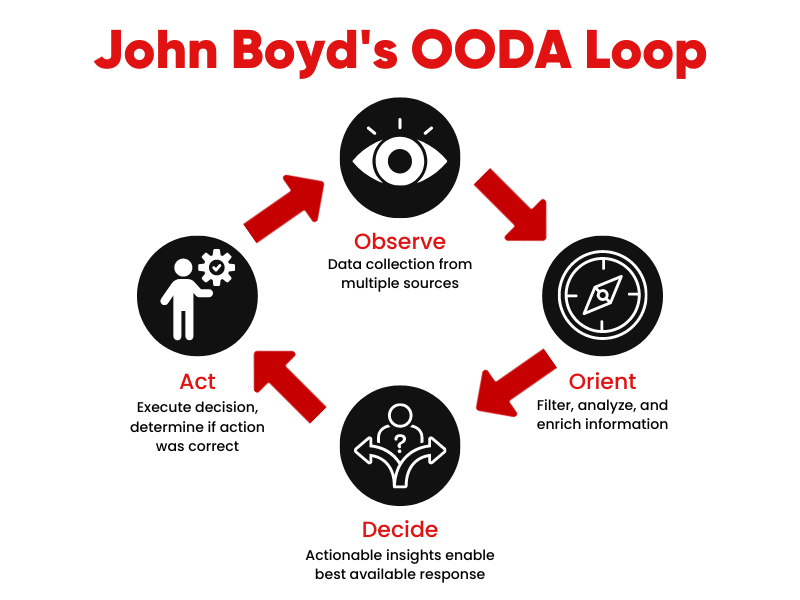 John Boyd's OODA Loop
Observe
Data collection from
multiple sources
Orient
Filter, analyze, and
enrich information
?
Decide
Actionable insights enable
best available response
Act
Execute decision,
determine if action
was correct